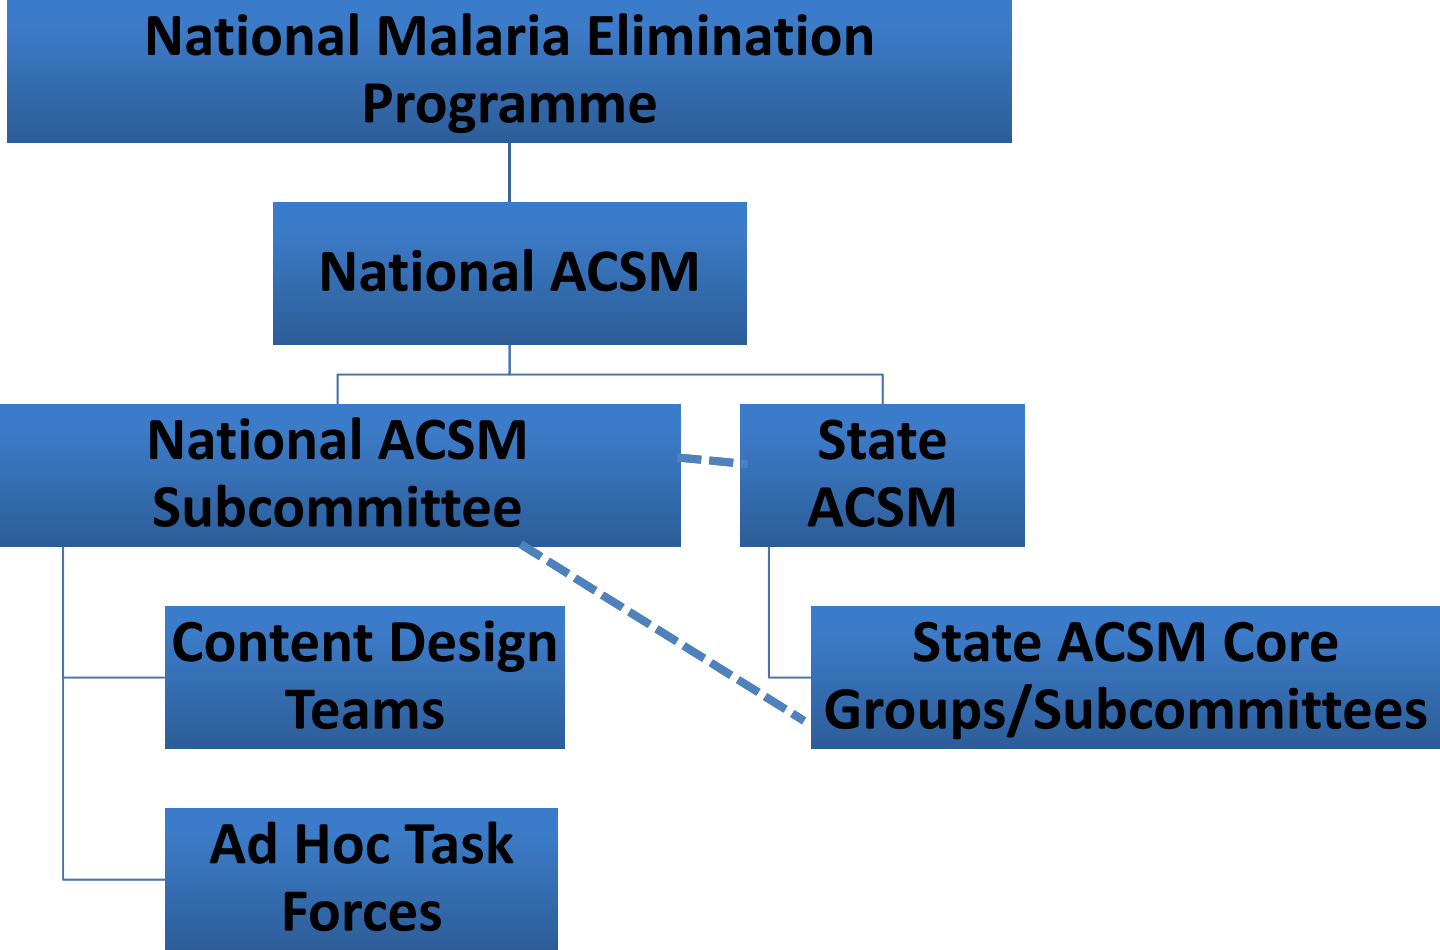 National Malaria Elimination
Programme
National ACSM
National ACSM
Subcommittee
State
ACSM
Content Design
Teams
State ACSM Core
Groups/Subcommittees
Ad Hoc Task
Forces